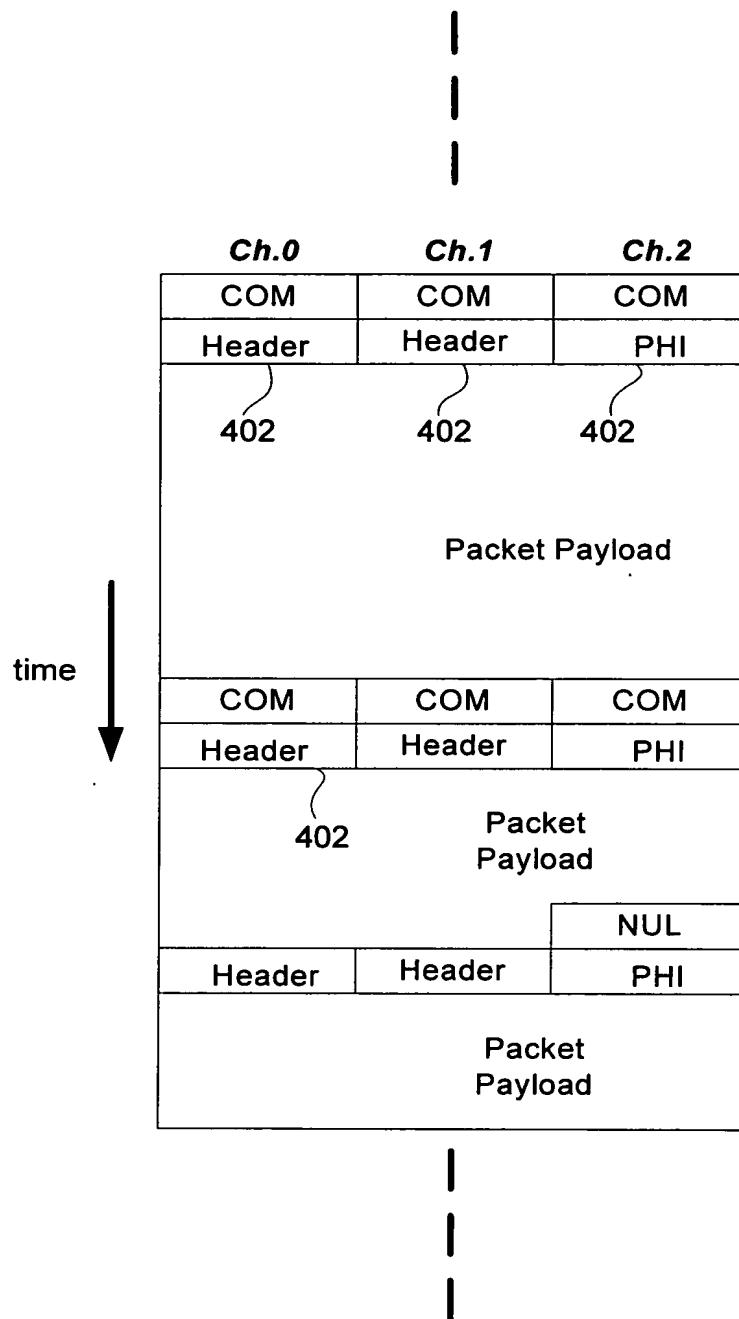 Ch.0 Ch.1 Ch.2
COM COM COM
Header Header PHI
402 402 402
Packet Payload
time
COM COM COM
Header Header PHI
402
Packet
Payload
NUL
Header Header PHI
Packet
Payload